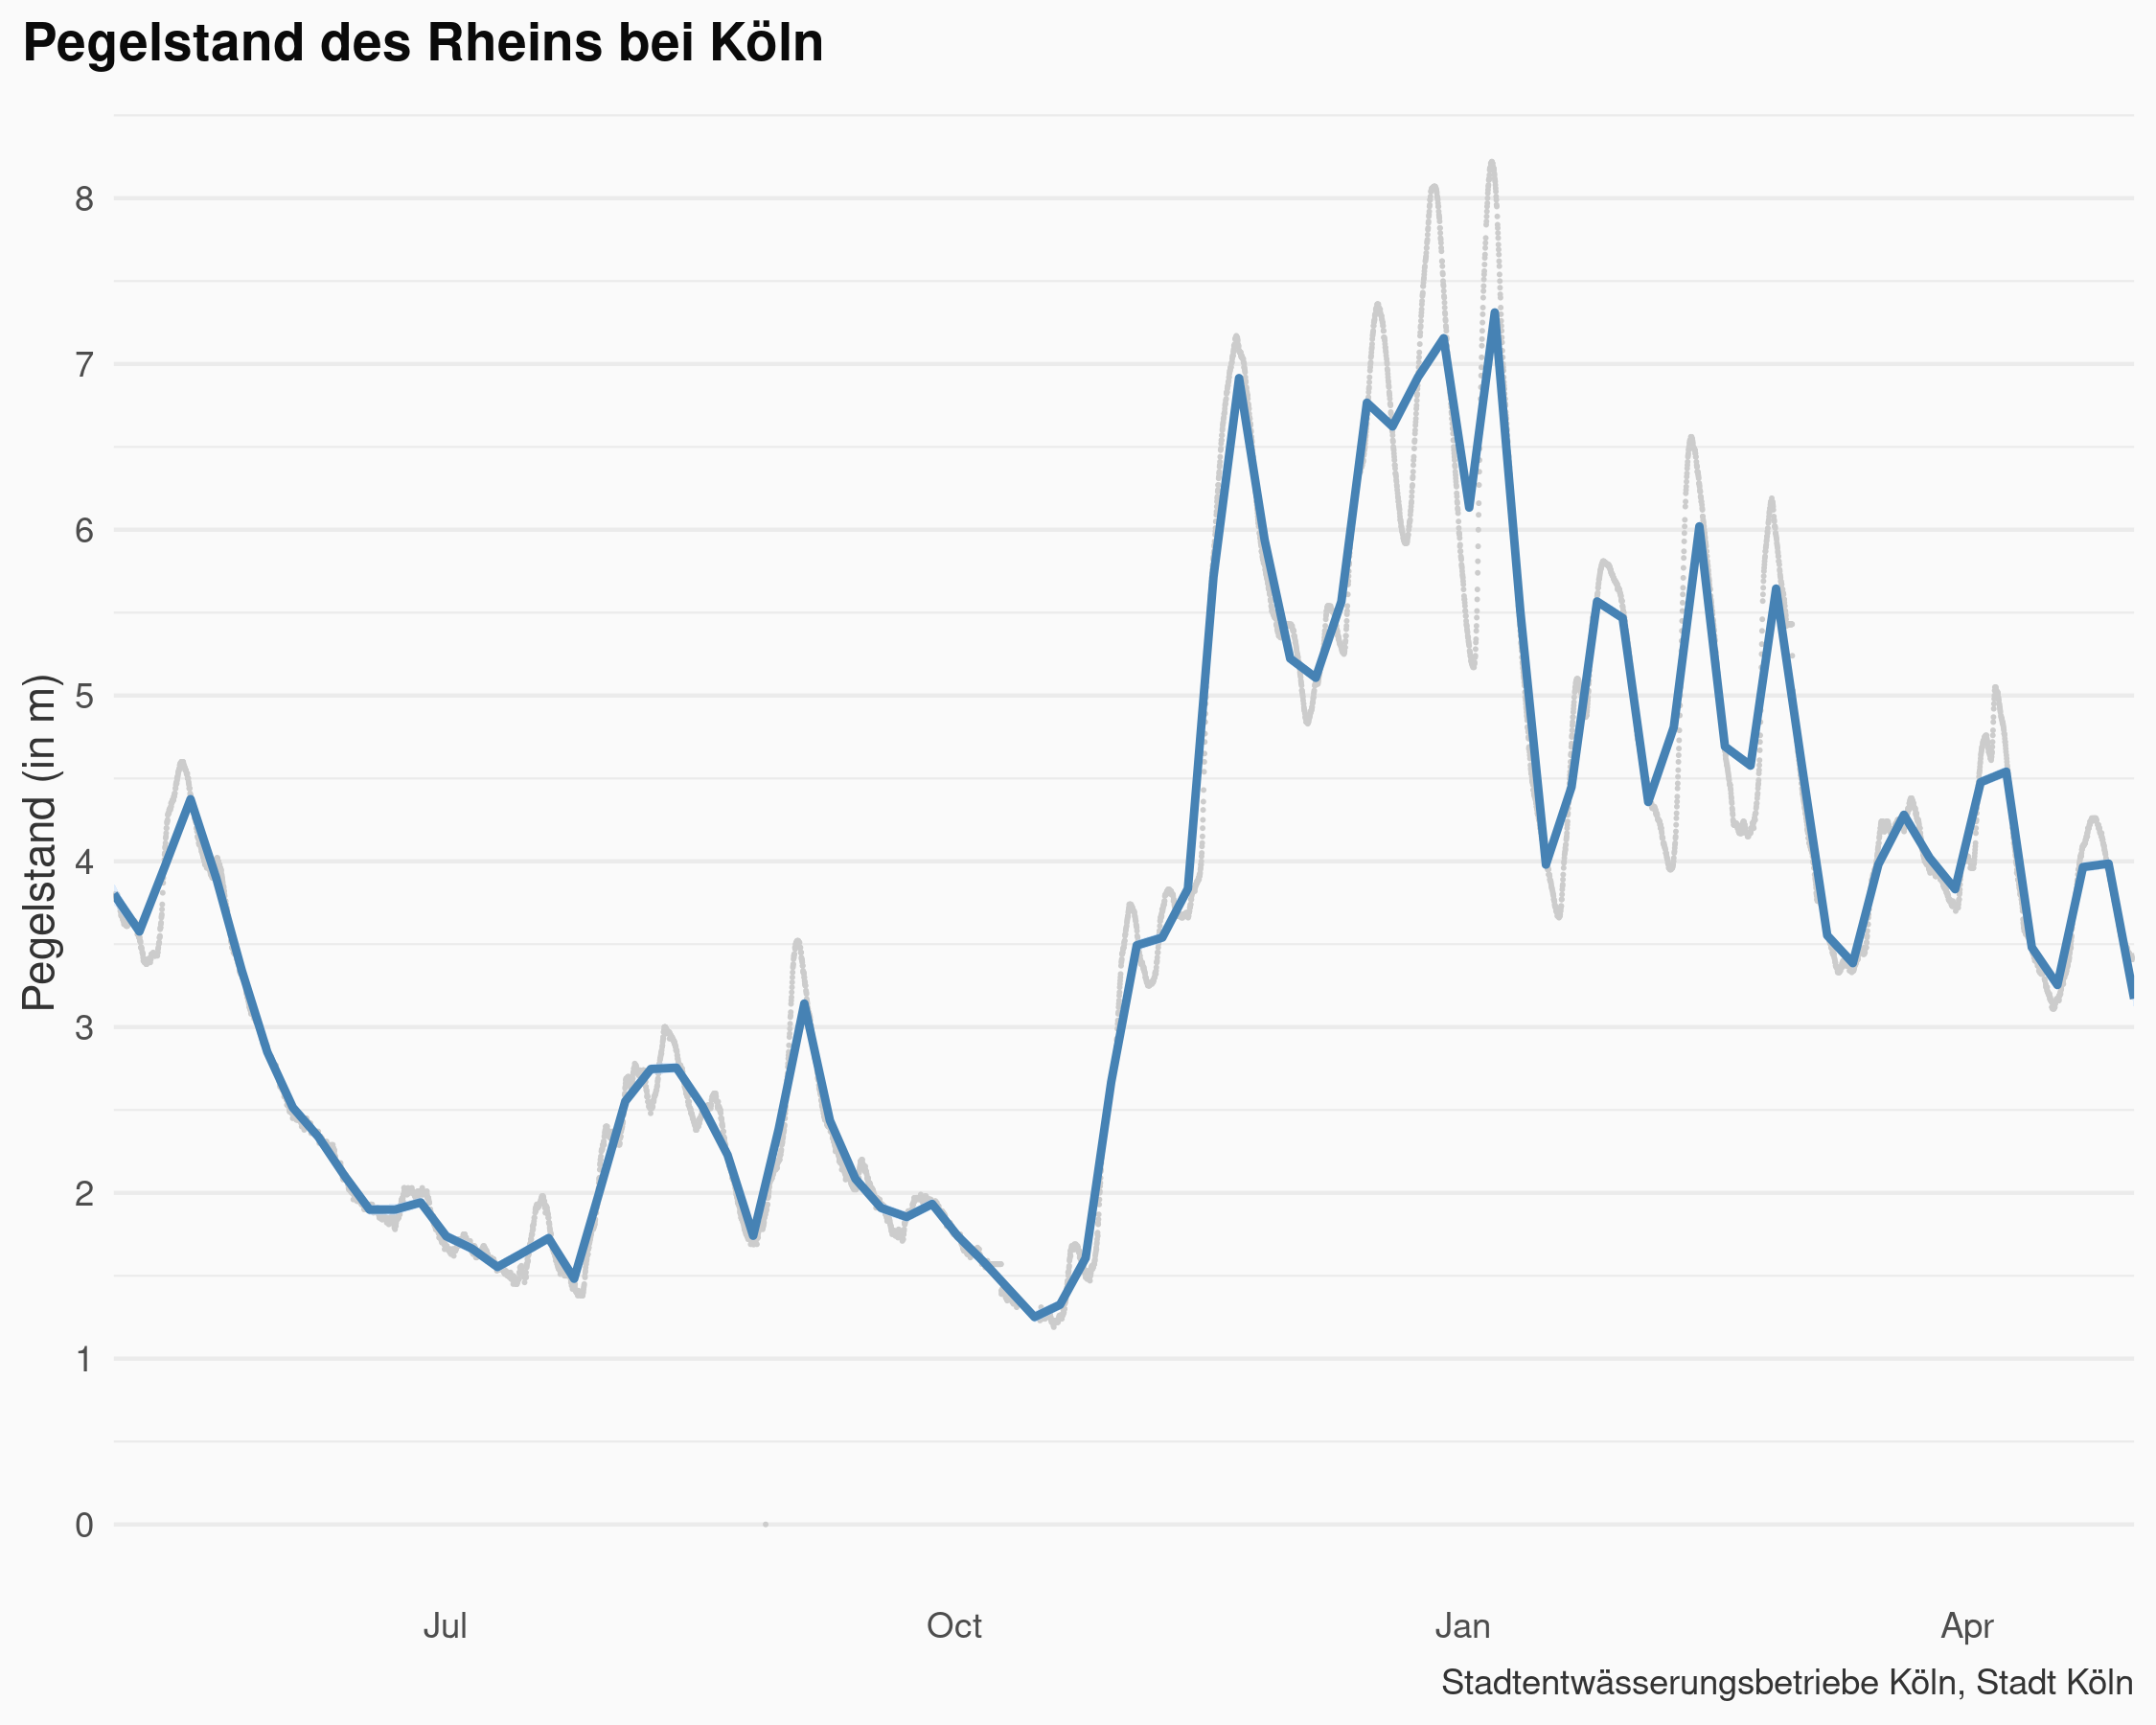 Pegelstand des Rheins bei Köln
Pegelstand (in m)
8
7
6
5
4
3
2
1
0
Jul Oct Jan Apr
Stadtentwässerungsbetriebe Köln, Stadt Köln